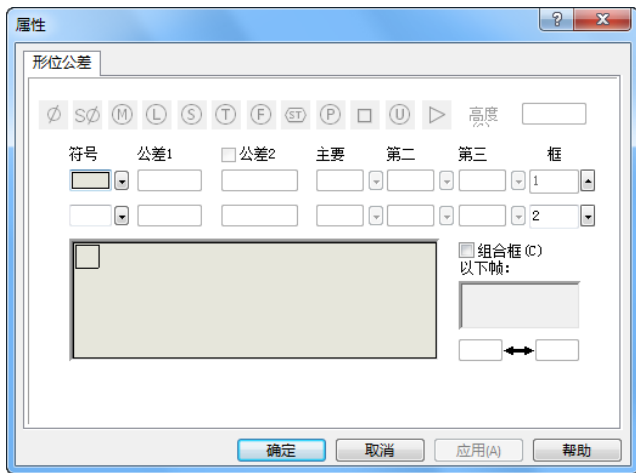 属性
形位公差
Ø SØ Ⓜ Ⓛ Ⓢ Ⓣ Ⓕ ST Ⓟ □ Ⓤ ▷ 高度
符号 公差1 公差2 主要 第二 第三 框
1
2
组合框(C)
以下帧：
确定 取消 应用(A) 帮助